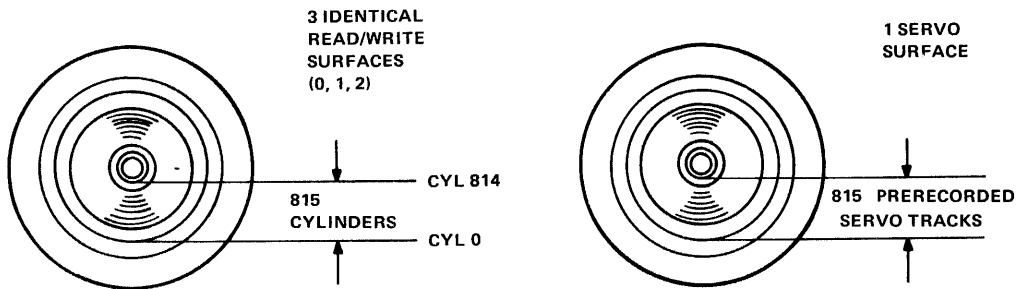 3 IDENTICAL
READ/WRITE
SURFACES
(0, 1, 2)
CYL 814
815
CYLINDERS
CYL 0
1 SERVO
SURFACE
815 PRERECORDED
SERVO TRACKS